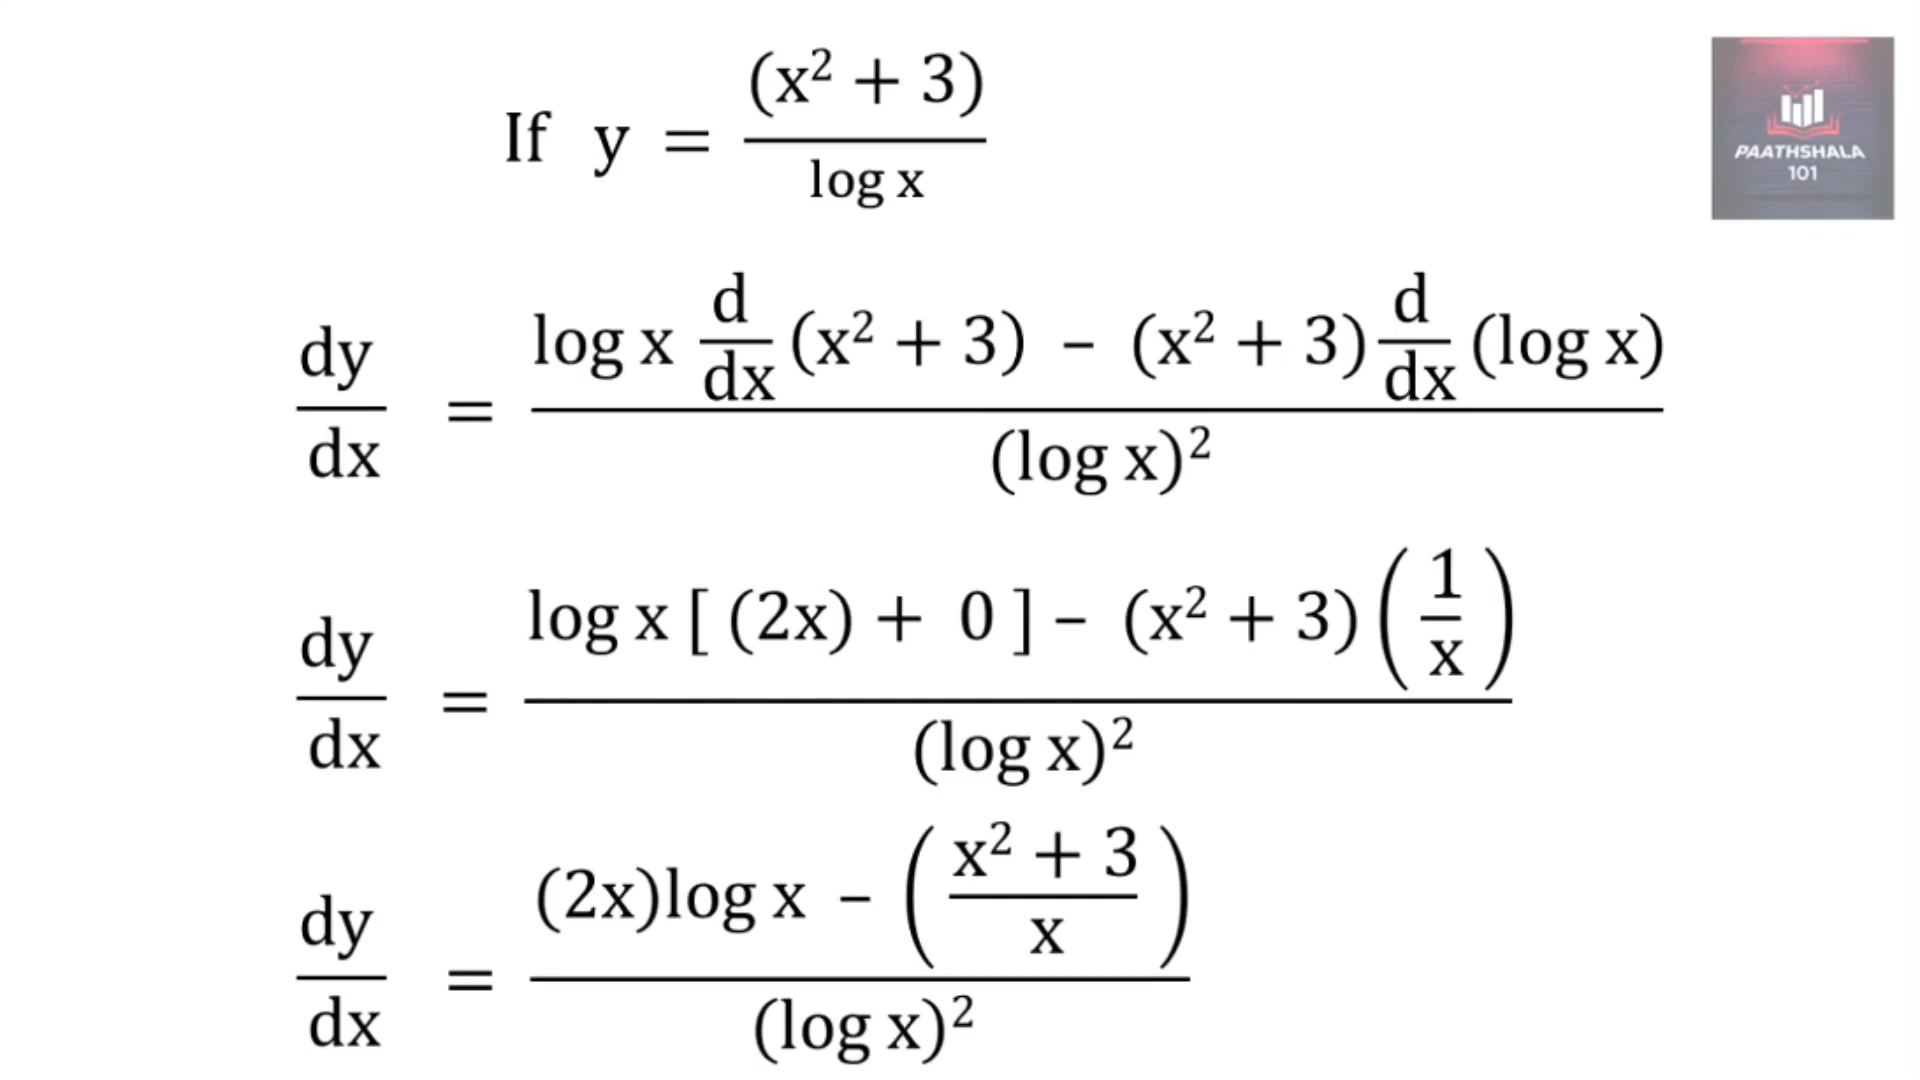 If y = (x² + 3) / log x
PAATHSHALA
101
dy/dx = [log x d/dx (x² + 3) – (x² + 3) d/dx (log x)] / (log x)²
dy/dx = log x [ (2x) + 0 ] – (x² + 3) (1/x) / (log x)²
dy/dx = (2x)log x – ((x² + 3)/x) / (log x)²